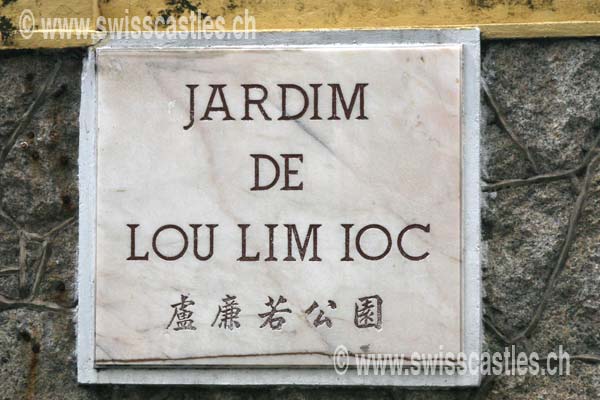 © www.swisscastles.ch
JARDIM
DE
LOU LIM IOC
盧廉若公園
© www.swisscastles.ch